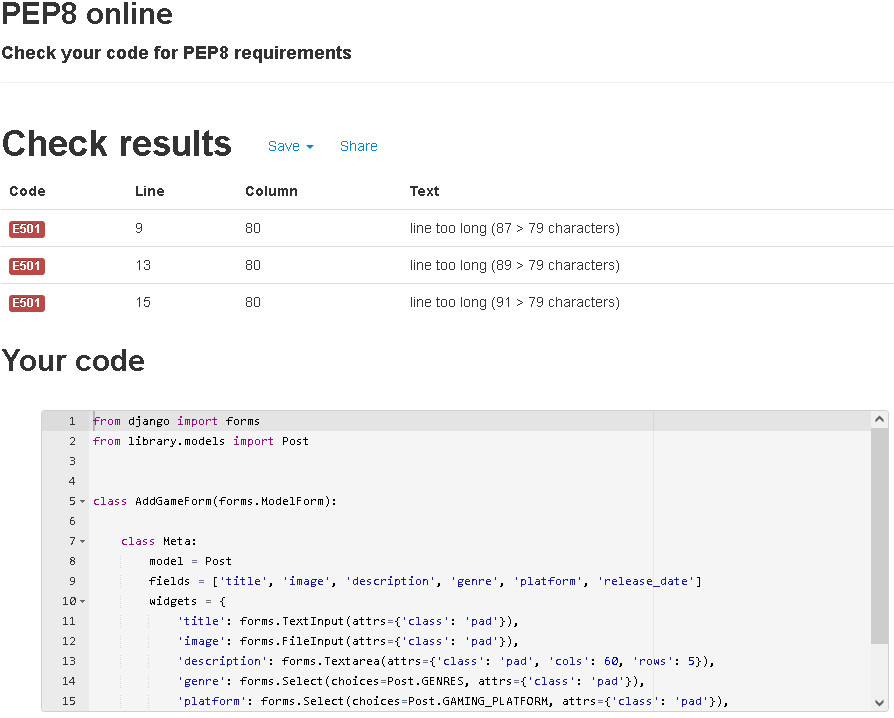 PEP8 online
Check your code for PEP8 requirements
Check results Save Share
Code Line Column Text
E501 9 80 line too long (87 > 79 characters)
E501 13 80 line too long (89 > 79 characters)
E501 15 80 line too long (91 > 79 characters)
Your code
1 from django import forms
2 from library.models import Post
3
4
5 class AddGameForm(forms.ModelForm):
6
7     class Meta:
8         model = Post
9         fields = ['title', 'image', 'description', 'genre', 'platform', 'release_date']
10         widgets = {
11             'title': forms.TextInput(attrs={'class': 'pad'}),
12             'image': forms.FileInput(attrs={'class': 'pad'}),
13             'description': forms.Textarea(attrs={'class': 'pad', 'cols': 60, 'rows': 5}),
14             'genre': forms.Select(choices=Post.GENRES, attrs={'class': 'pad'}),
15             'platform': forms.Select(choices=Post.GAMING_PLATFORM, attrs={'class': 'pad'}),